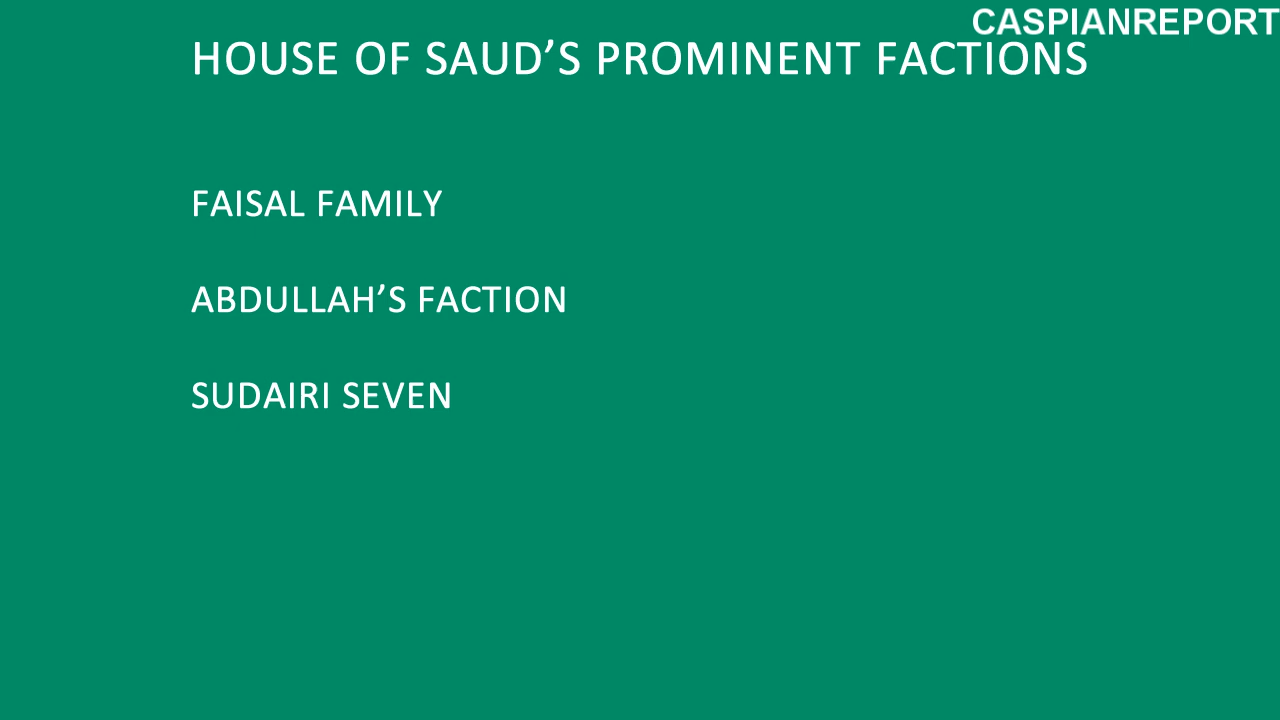 CASPIANREPORT
HOUSE OF SAUD’S PROMINENT FACTIONS
FAISAL FAMILY
ABDULLAH’S FACTION
SUDAIRI SEVEN